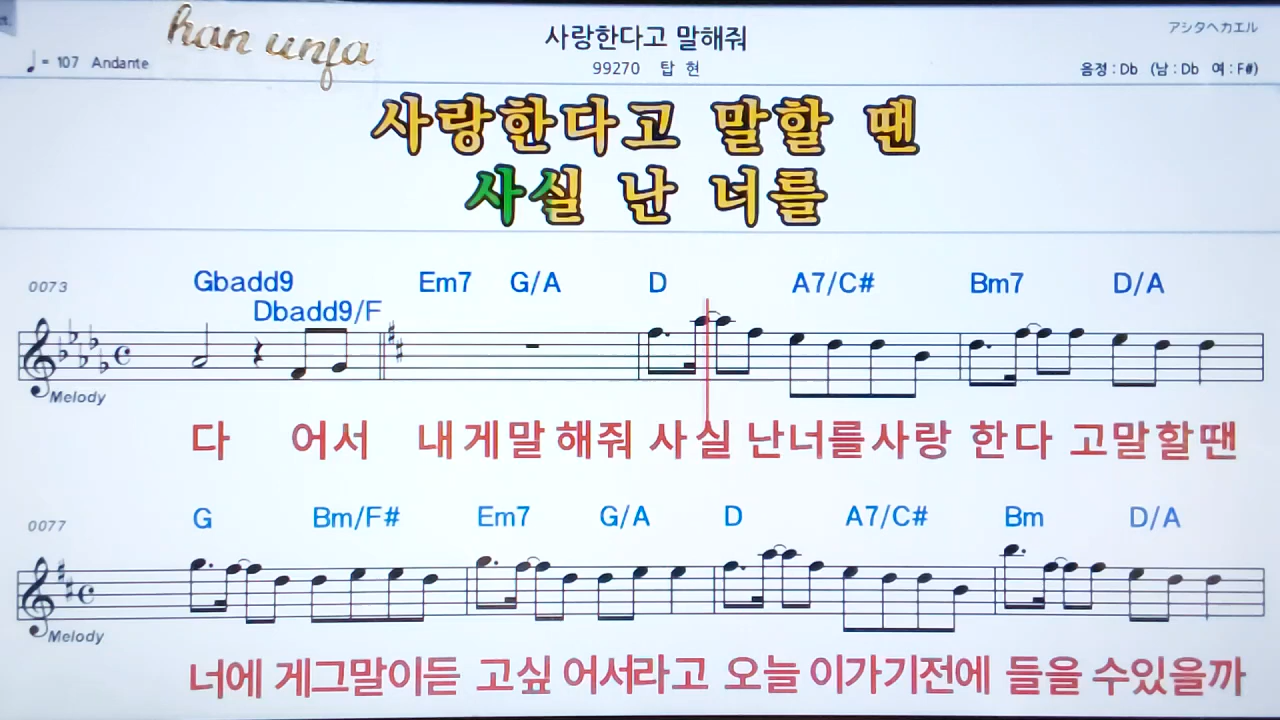 han unja
사랑한다고 말해줘
アシタヘカエル
♩= 107 Andante
99270 탑 현
음정 : Db (남 : Db 여 : F#)
사랑한다고 말할 땐
사실 난 너를
0073 Gbadd9 Em7 G/A D A7/C# Bm7 D/A
Dbadd9/F
Melody
다 어서 내게말해줘 사실 난너를사랑 한다 고말할땐
0077 G Bm/F# Em7 G/A D A7/C# Bm D/A
Melody
너에 게그말이듣 고싶 어서라고 오늘 이가기전에 들을 수있을까